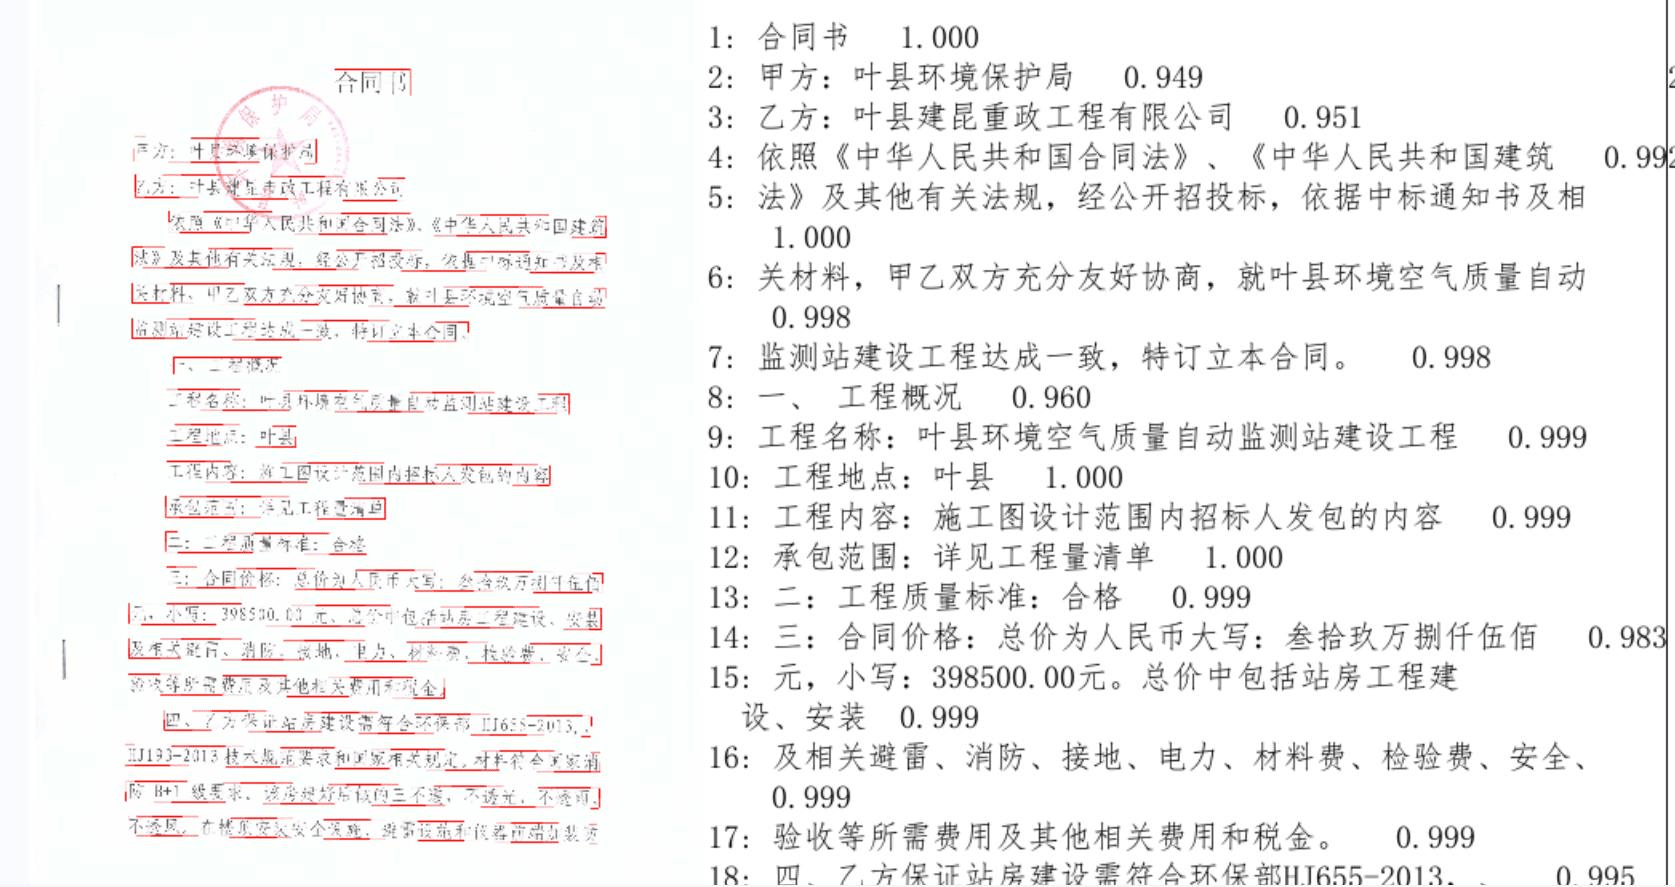 合同书
甲方：叶县环境保护局
乙方：叶县建昆市政工程有限公司
依照《中华人民共和国合同法》、《中华人民共和国建筑
法》及其他有关法规，经公开招投标，依据中标通知书及相
关材料，甲乙双方充分友好协商，就叶县环境空气质量自动
监测站建设工程达成一致，特订立本合同。
一、工程概况
工程名称：叶县环境空气质量自动监测站建设工程
工程地点：叶县
工程内容：施工图设计范围内招标人发包的内容
承包范围：详见工程量清单
二：工程质量标准：合格
三：合同价格：总价为人民币大写：叁拾玖万捌仟伍佰
元，小写：398500.00元。总价中包括站房工程建设、安装
及相关避雷、消防、接地、电力、材料费、检验费、安全、
验收等所需费用及其他相关费用和税金。
四、乙方保证站房建设需符合环保部 HJ655-2013、
HJ193-2013 技术规范要求和国家相关规定，材料符合国家消
防 B+1 级要求，该房建好后做的三不漏，不透光，不透雨，
不透风，在楼顶安装安全设施，避雷设施和仪器前端加装
1: 合同书 1.000
2: 甲方：叶县环境保护局 0.949
3: 乙方：叶县建昆重政工程有限公司 0.951
4: 依照《中华人民共和国合同法》、《中华人民共和国建筑 0.992
5: 法》及其他有关法规，经公开招投标，依据中标通知书及相
1.000
6: 关材料，甲乙双方充分友好协商，就叶县环境空气质量自动
0.998
7: 监测站建设工程达成一致，特订立本合同。 0.998
8: 一、 工程概况 0.960
9: 工程名称：叶县环境空气质量自动监测站建设工程 0.999
10: 工程地点：叶县 1.000
11: 工程内容：施工图设计范围内招标人发包的内容 0.999
12: 承包范围：详见工程量清单 1.000
13: 二：工程质量标准：合格 0.999
14: 三：合同价格：总价为人民币大写：叁拾玖万捌仟伍佰 0.983
15: 元，小写：398500.00元。总价中包括站房工程建
设、安装 0.999
16: 及相关避雷、消防、接地、电力、材料费、检验费、安全、
0.999
17: 验收等所需费用及其他相关费用和税金。 0.999
18: 四、乙方保证站房建设需符合环保部HJ655-2013，、 0.995